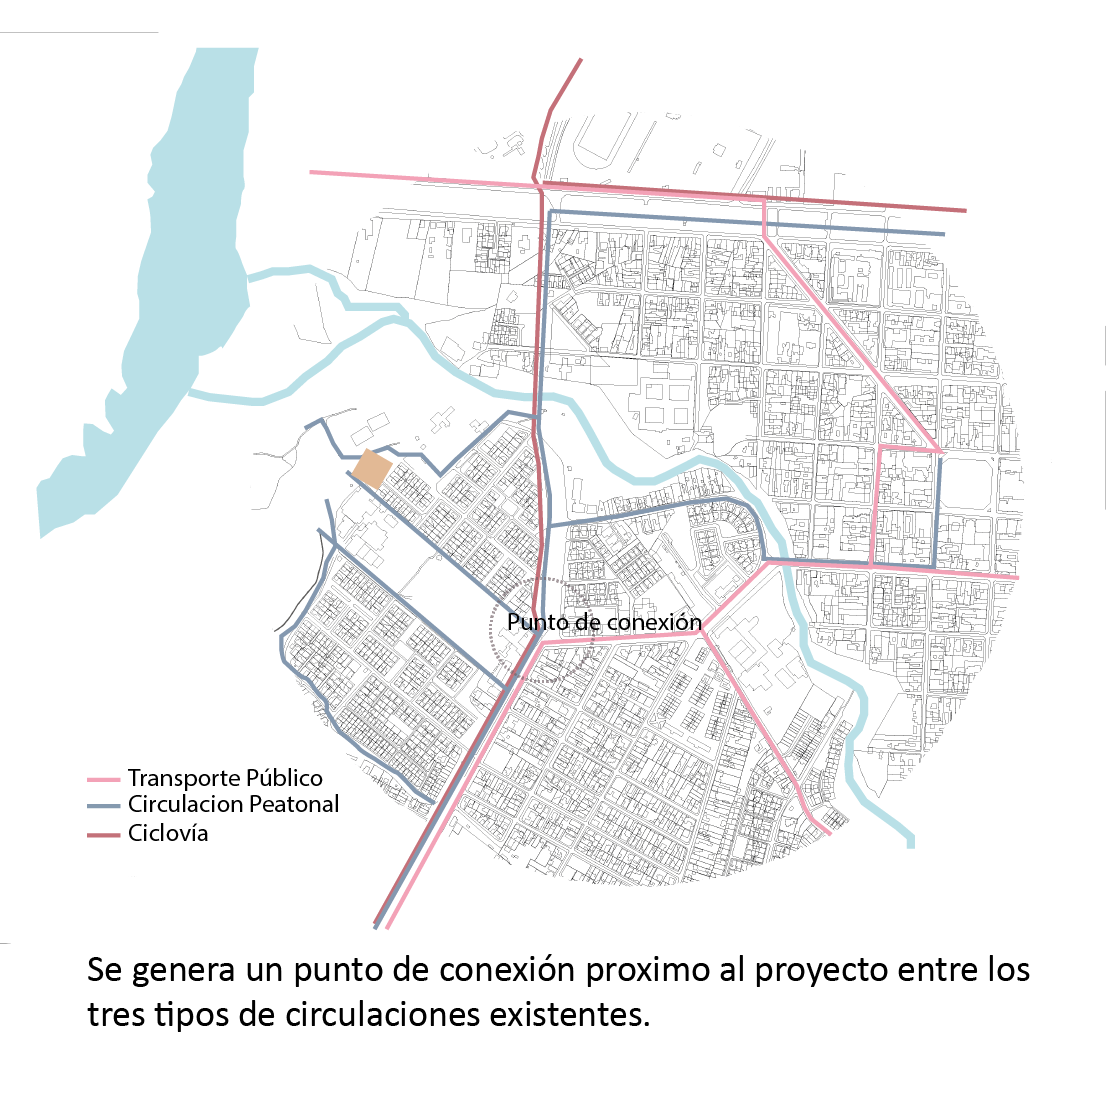 Punto de conexión
Transporte Público
Circulacion Peatonal
Ciclovía
Se genera un punto de conexión proximo al proyecto entre los
tres tipos de circulaciones existentes.